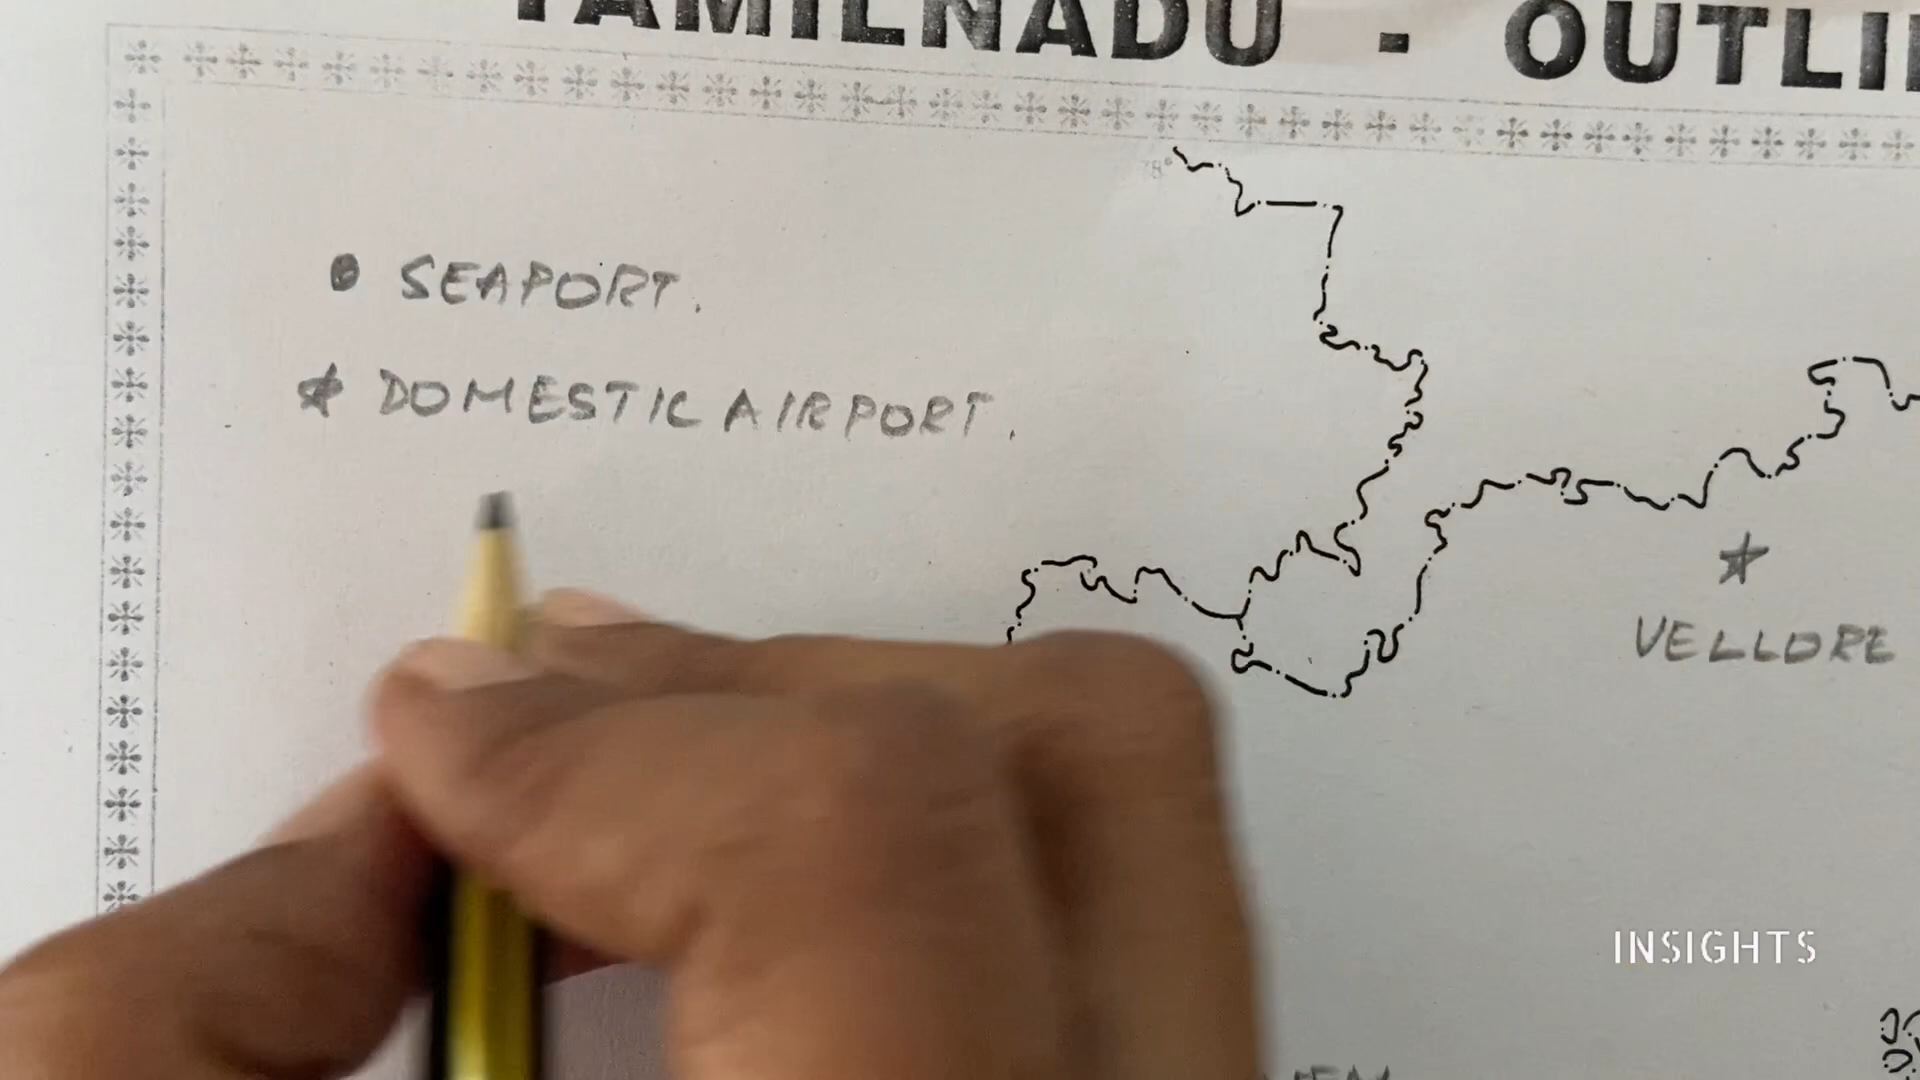 TAMILNADU - OUTLI
SEAPORT.
DOMESTIC AIRPORT.
VELLORE
INSIGHTS